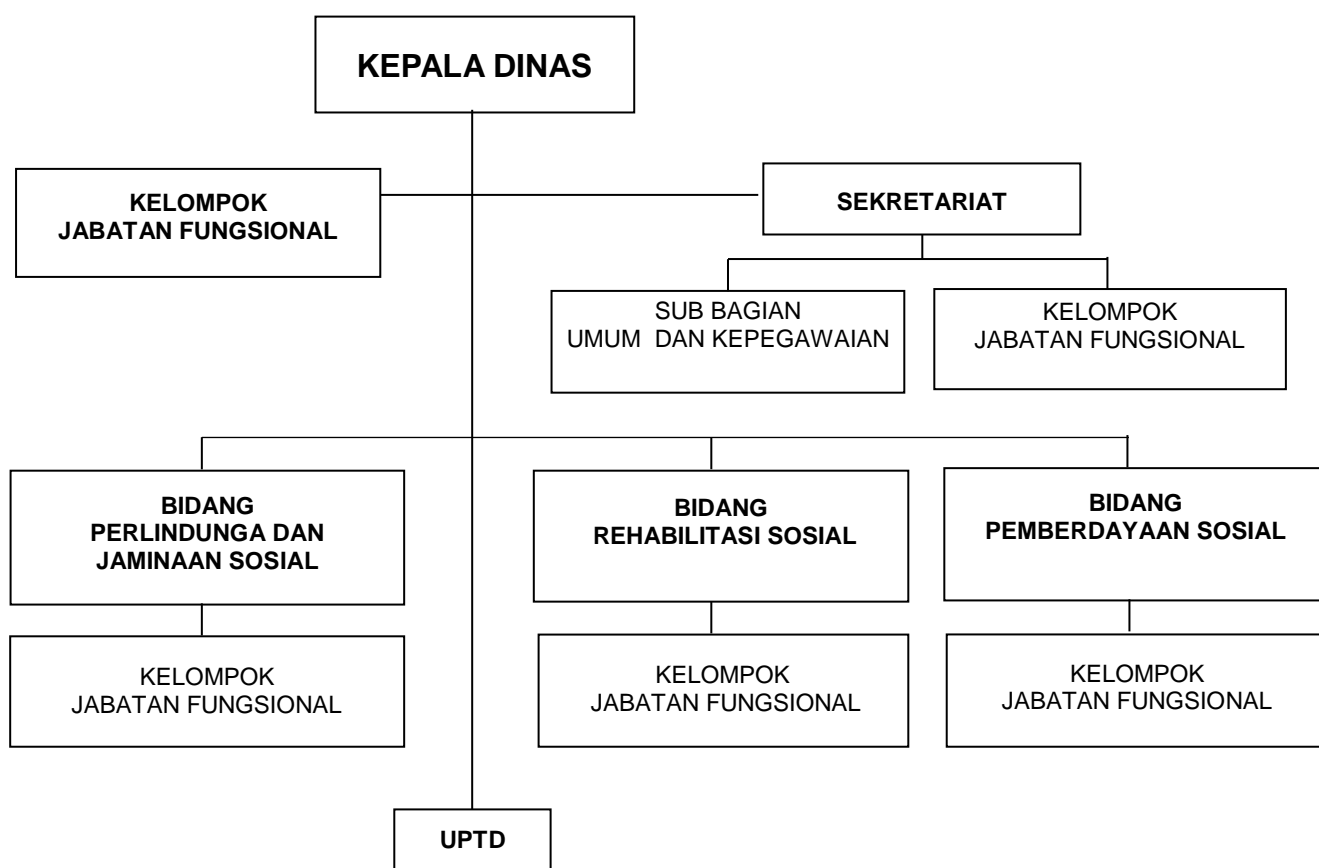 KEPALA DINAS
KELOMPOK
JABATAN FUNGSIONAL
SEKRETARIAT
SUB BAGIAN
UMUM DAN KEPEGAWAIAN
KELOMPOK
JABATAN FUNGSIONAL
BIDANG
PERLINDUNGA DAN
JAMINAAN SOSIAL
BIDANG
REHABILITASI SOSIAL
BIDANG
PEMBERDAYAAN SOSIAL
KELOMPOK
JABATAN FUNGSIONAL
KELOMPOK
JABATAN FUNGSIONAL
KELOMPOK
JABATAN FUNGSIONAL
UPTD